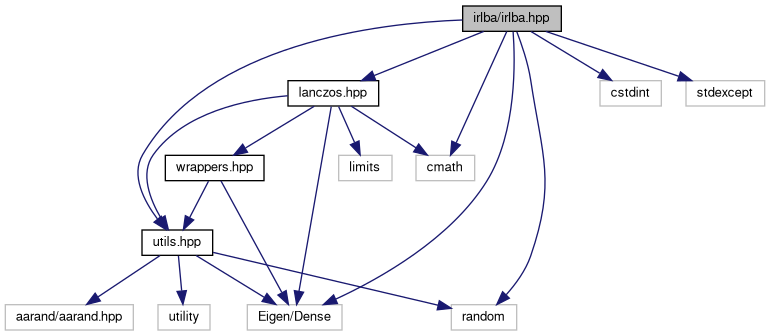 irlba/irlba.hpp
lanczos.hpp
cstdint
stdexcept
wrappers.hpp
limits
cmath
utils.hpp
aarand/aarand.hpp
utility
Eigen/Dense
random